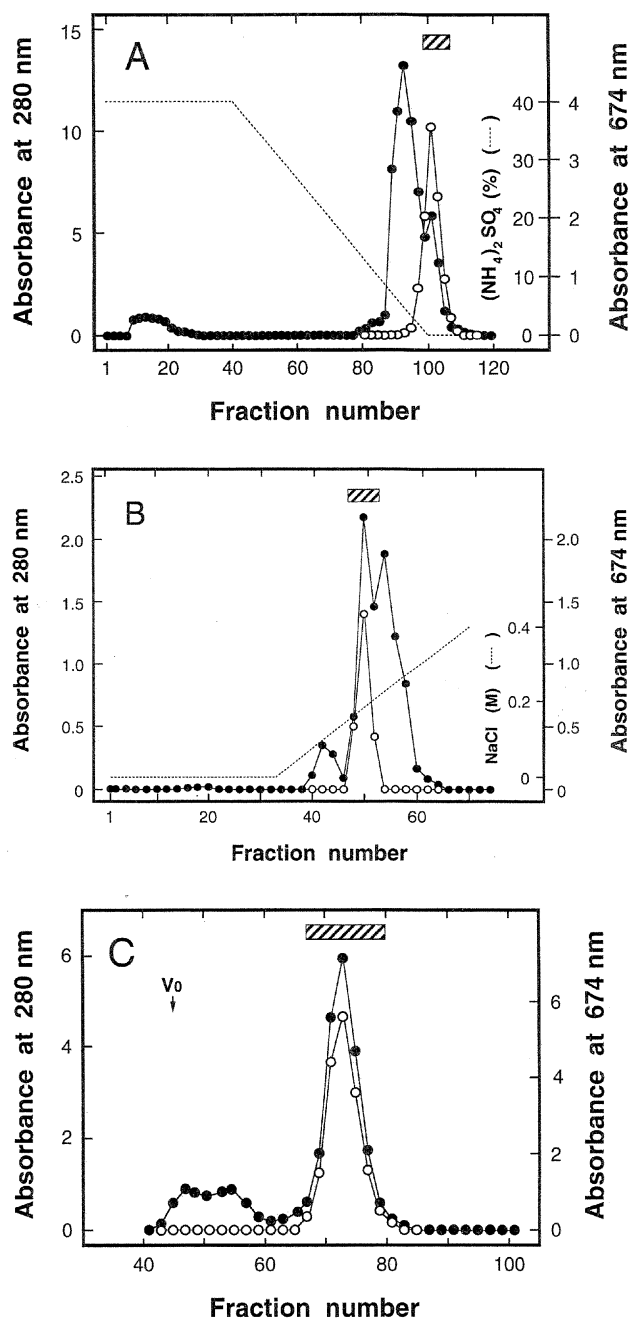 A
Absorbance at 280 nm
15
10
5
0
(NH4)2 SO4 (%) (.....)
40
30
20
10
0
4
3
2
1
0
Absorbance at 674 nm
1 20 40 60 80 100 120
Fraction number
B
Absorbance at 280 nm
2.5
2.0
1.5
1.0
0.5
0
NaCl (M) (.....)
0.4
0.2
0
2.0
1.5
1.0
0.5
0
Absorbance at 674 nm
1 20 40 60
Fraction number
C
V0
Absorbance at 280 nm
6
4
2
0
6
4
2
0
Absorbance at 674 nm
40 60 80 100
Fraction number